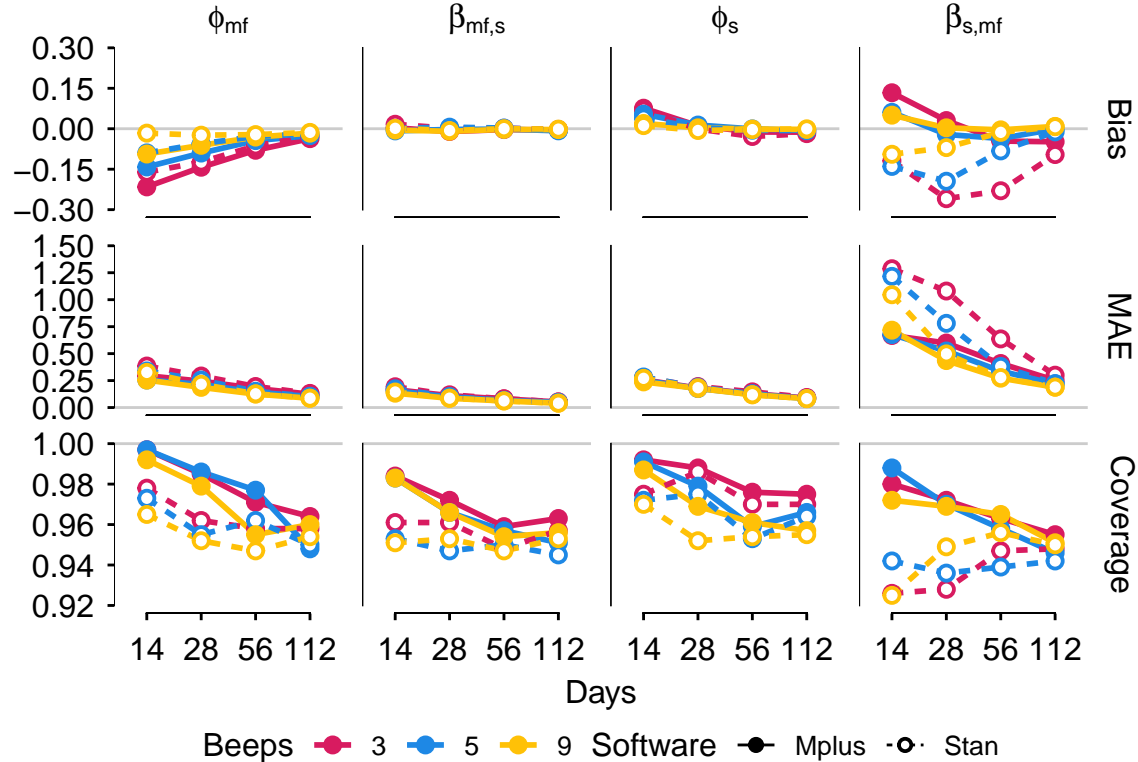 ϕmf βmf,s ϕs βs,mf
0.30
0.15
0.00
−0.15
−0.30
Bias
1.50
1.25
1.00
0.75
0.50
0.25
0.00
MAE
1.00
0.98
0.96
0.94
0.92
Coverage
14 28 56 112 14 28 56 112 14 28 56 112 14 28 56 112
Days
Beeps 3 5 9 Software Mplus Stan